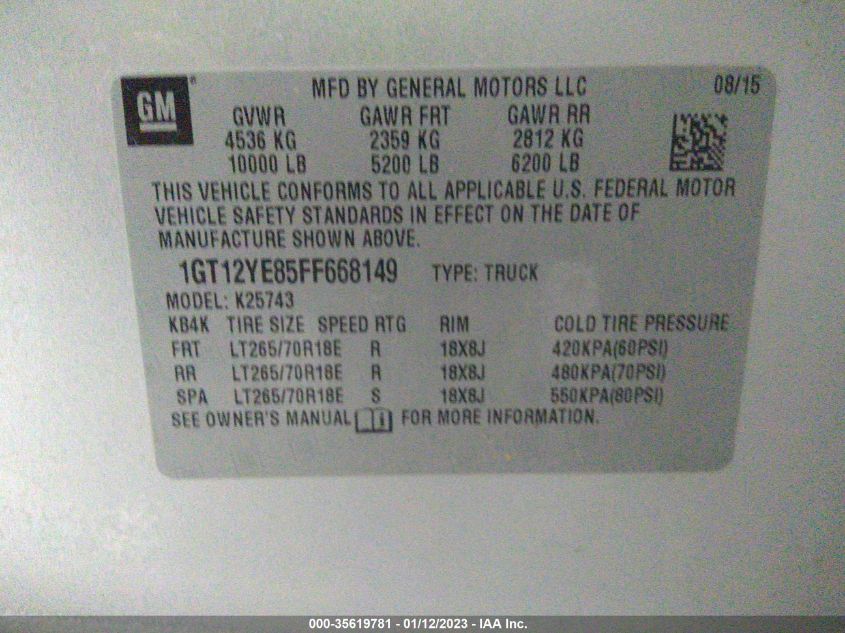 GM ® MFD BY GENERAL MOTORS LLC 08/15
GVWR GAWR FRT GAWR RR
4536 KG 2359 KG 2812 KG
10000 LB 5200 LB 6200 LB
THIS VEHICLE CONFORMS TO ALL APPLICABLE U.S. FEDERAL MOTOR
VEHICLE SAFETY STANDARDS IN EFFECT ON THE DATE OF
MANUFACTURE SHOWN ABOVE.
1GT12YE85FF668149 TYPE: TRUCK
MODEL: K25743
KB4K TIRE SIZE SPEED RTG RIM COLD TIRE PRESSURE
FRT LT265/70R18E R 18X8J 420KPA(60PSI)
RR LT265/70R18E R 18X8J 480KPA(70PSI)
SPA LT265/70R18E S 18X8J 550KPA(80PSI)
SEE OWNER'S MANUAL FOR MORE INFORMATION.
000-35619781 - 01/12/2023 - IAA Inc.